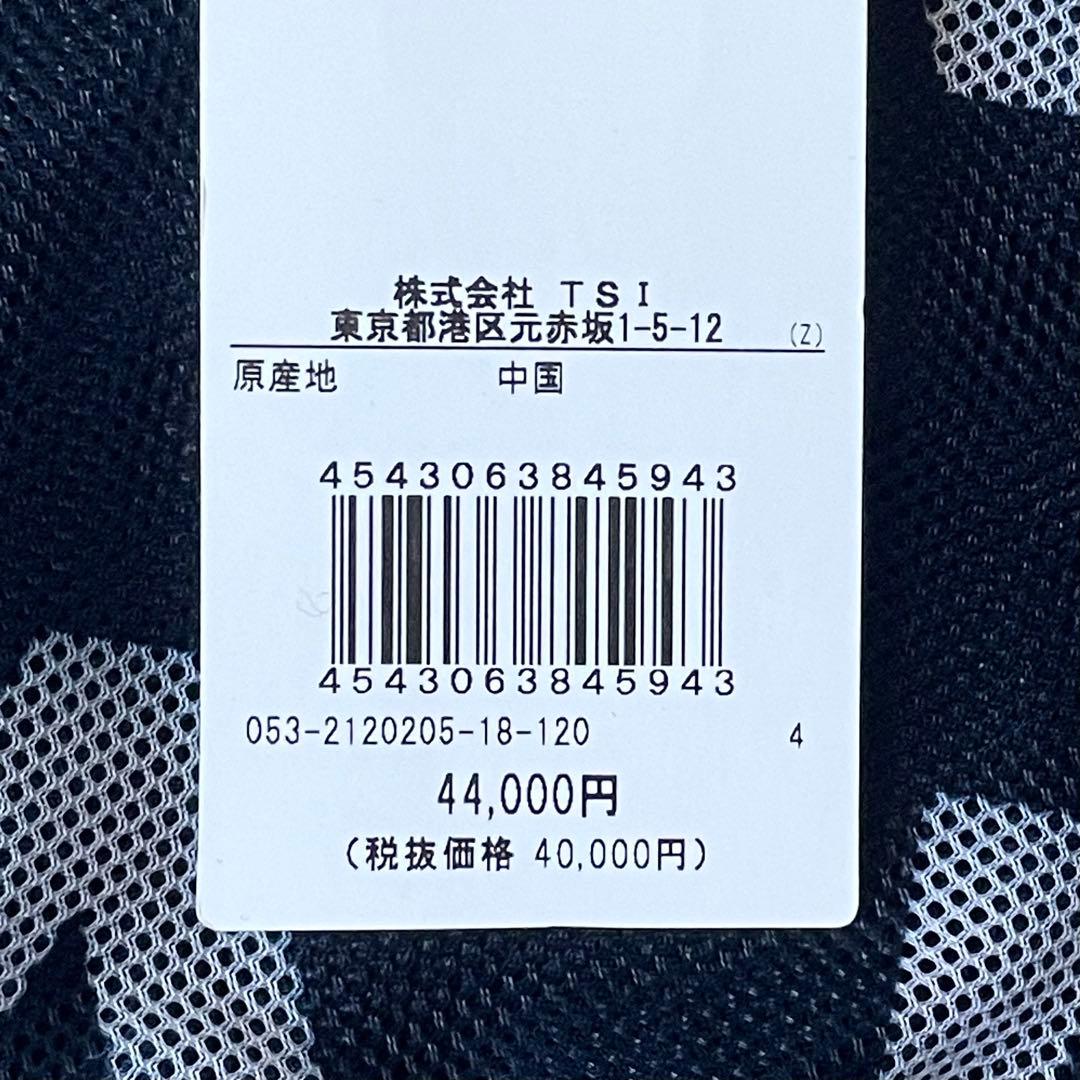 株式会社 TSI
東京都港区元赤坂1-5-12 (Z)
原産地 中国
4543063845943
4543063845943
053-2120205-18-120 4
44,000円
(税抜価格 40,000円)